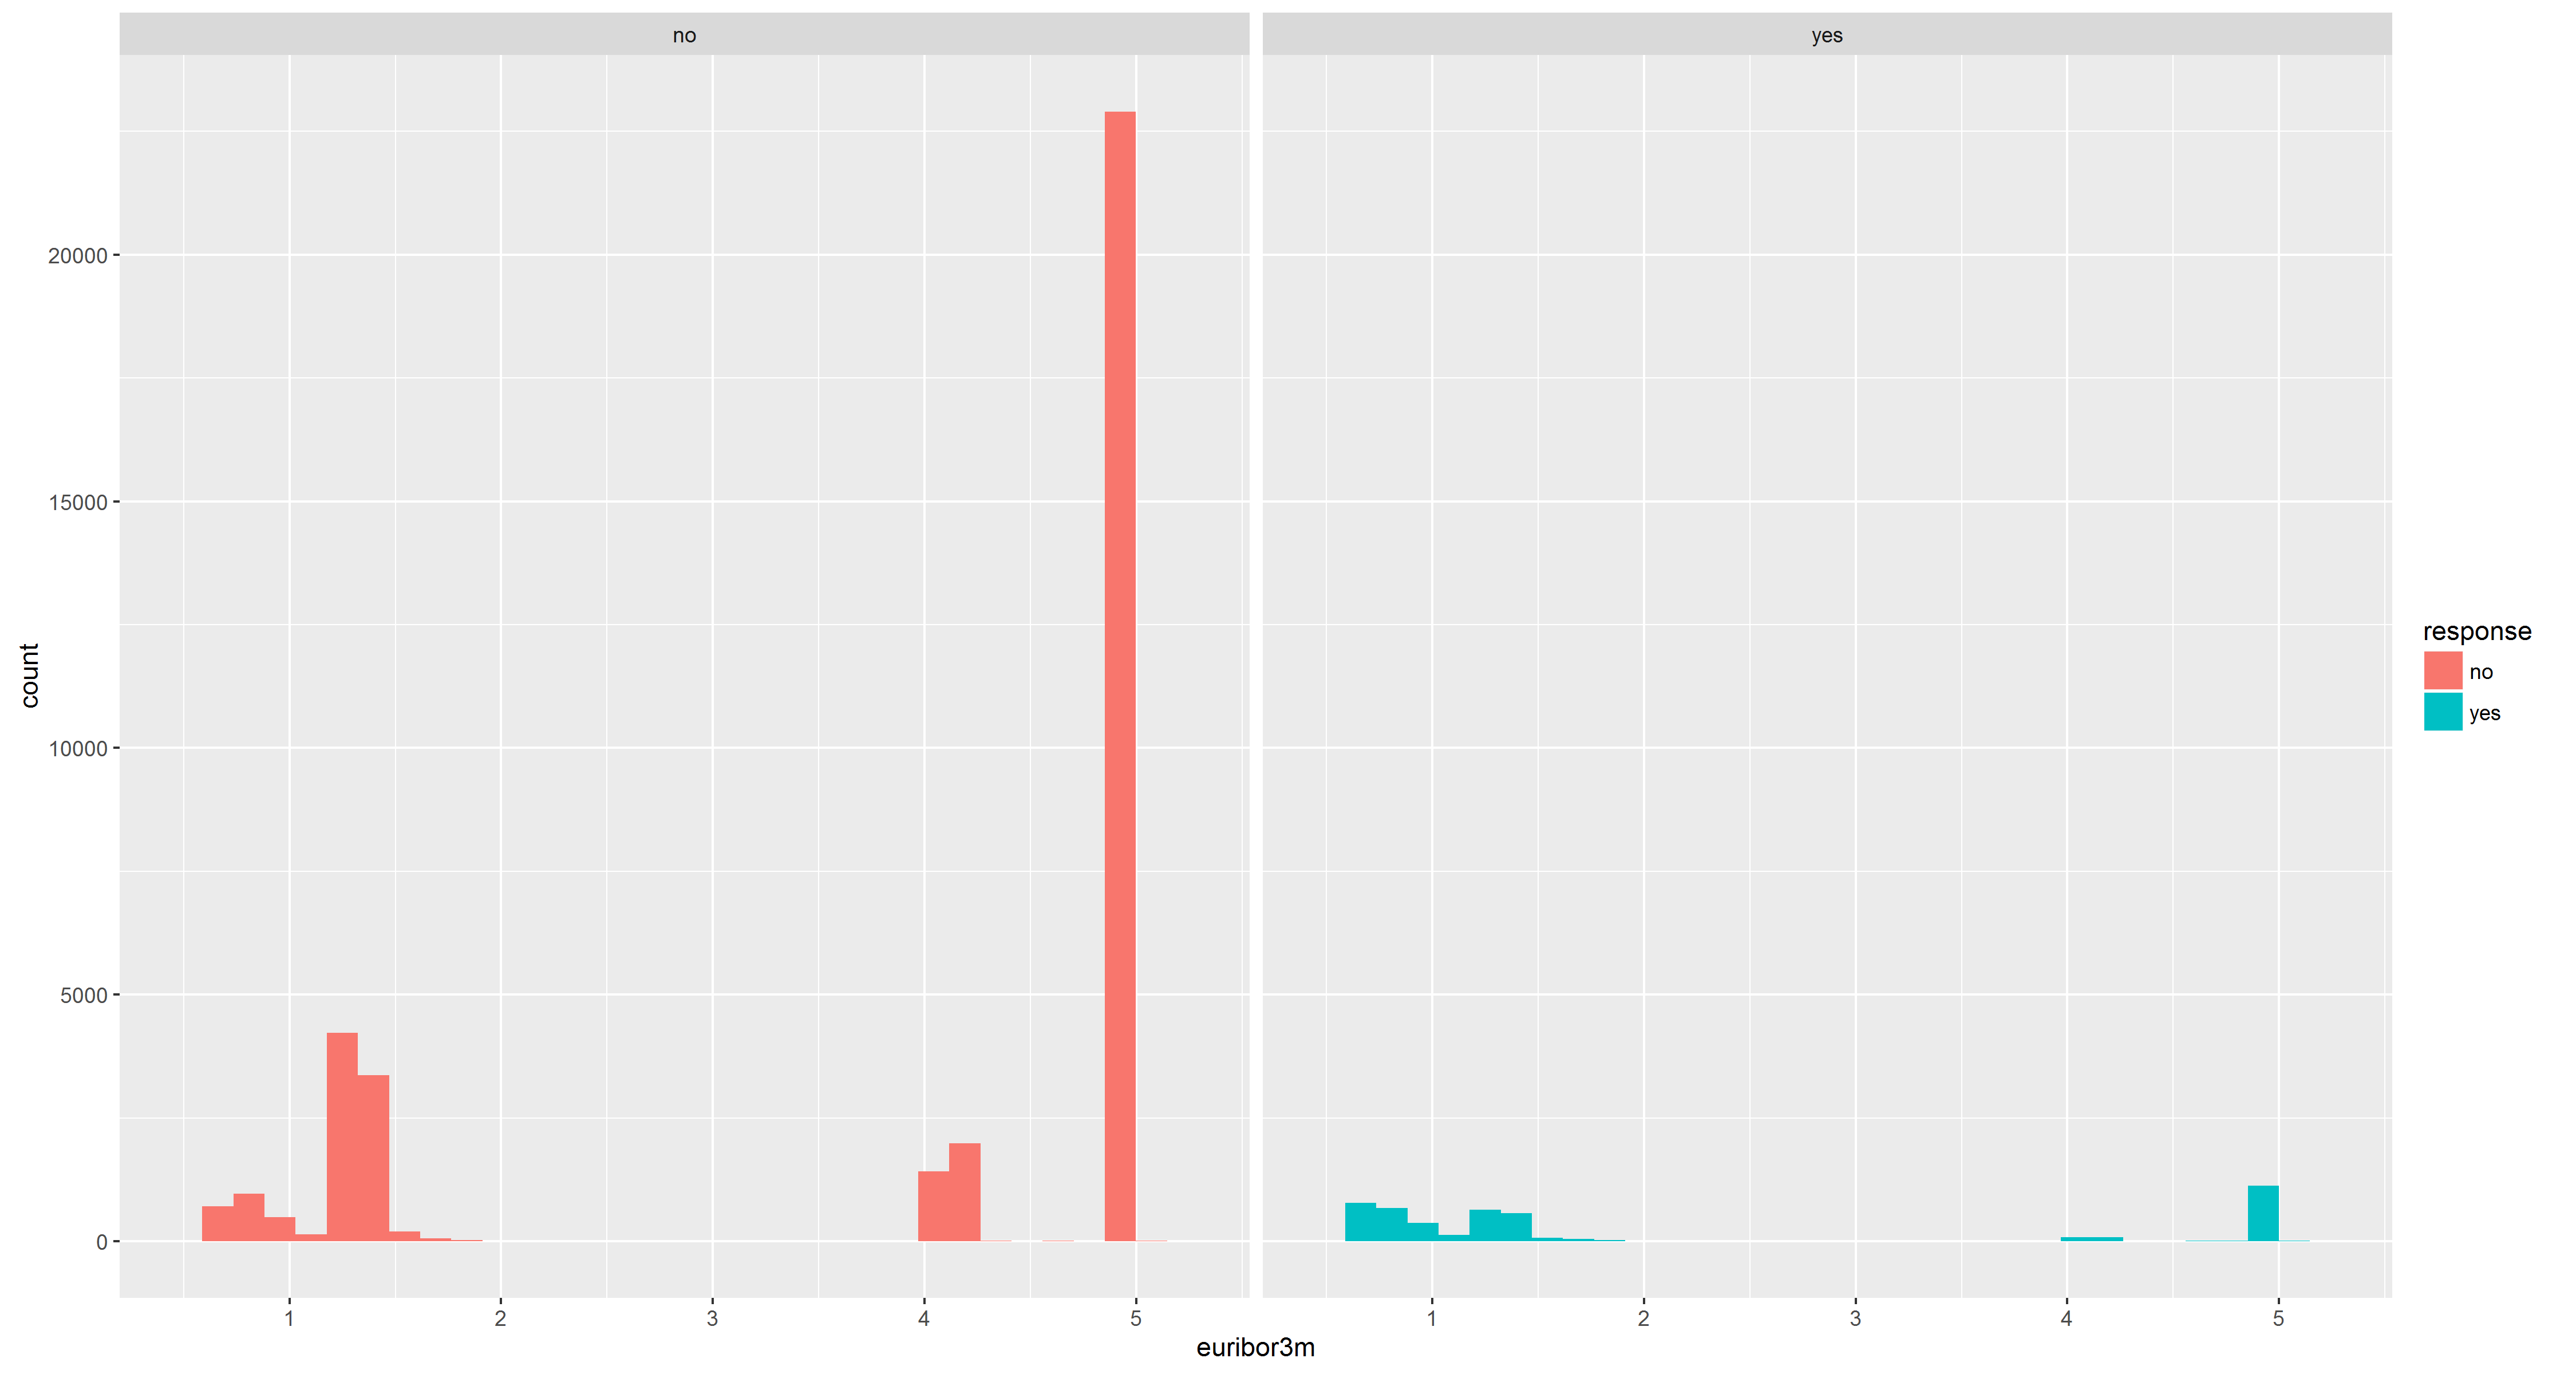 no
yes
20000
15000
10000
5000
0
count
1 2 3 4 5
1 2 3 4 5
euribor3m
response
no
yes